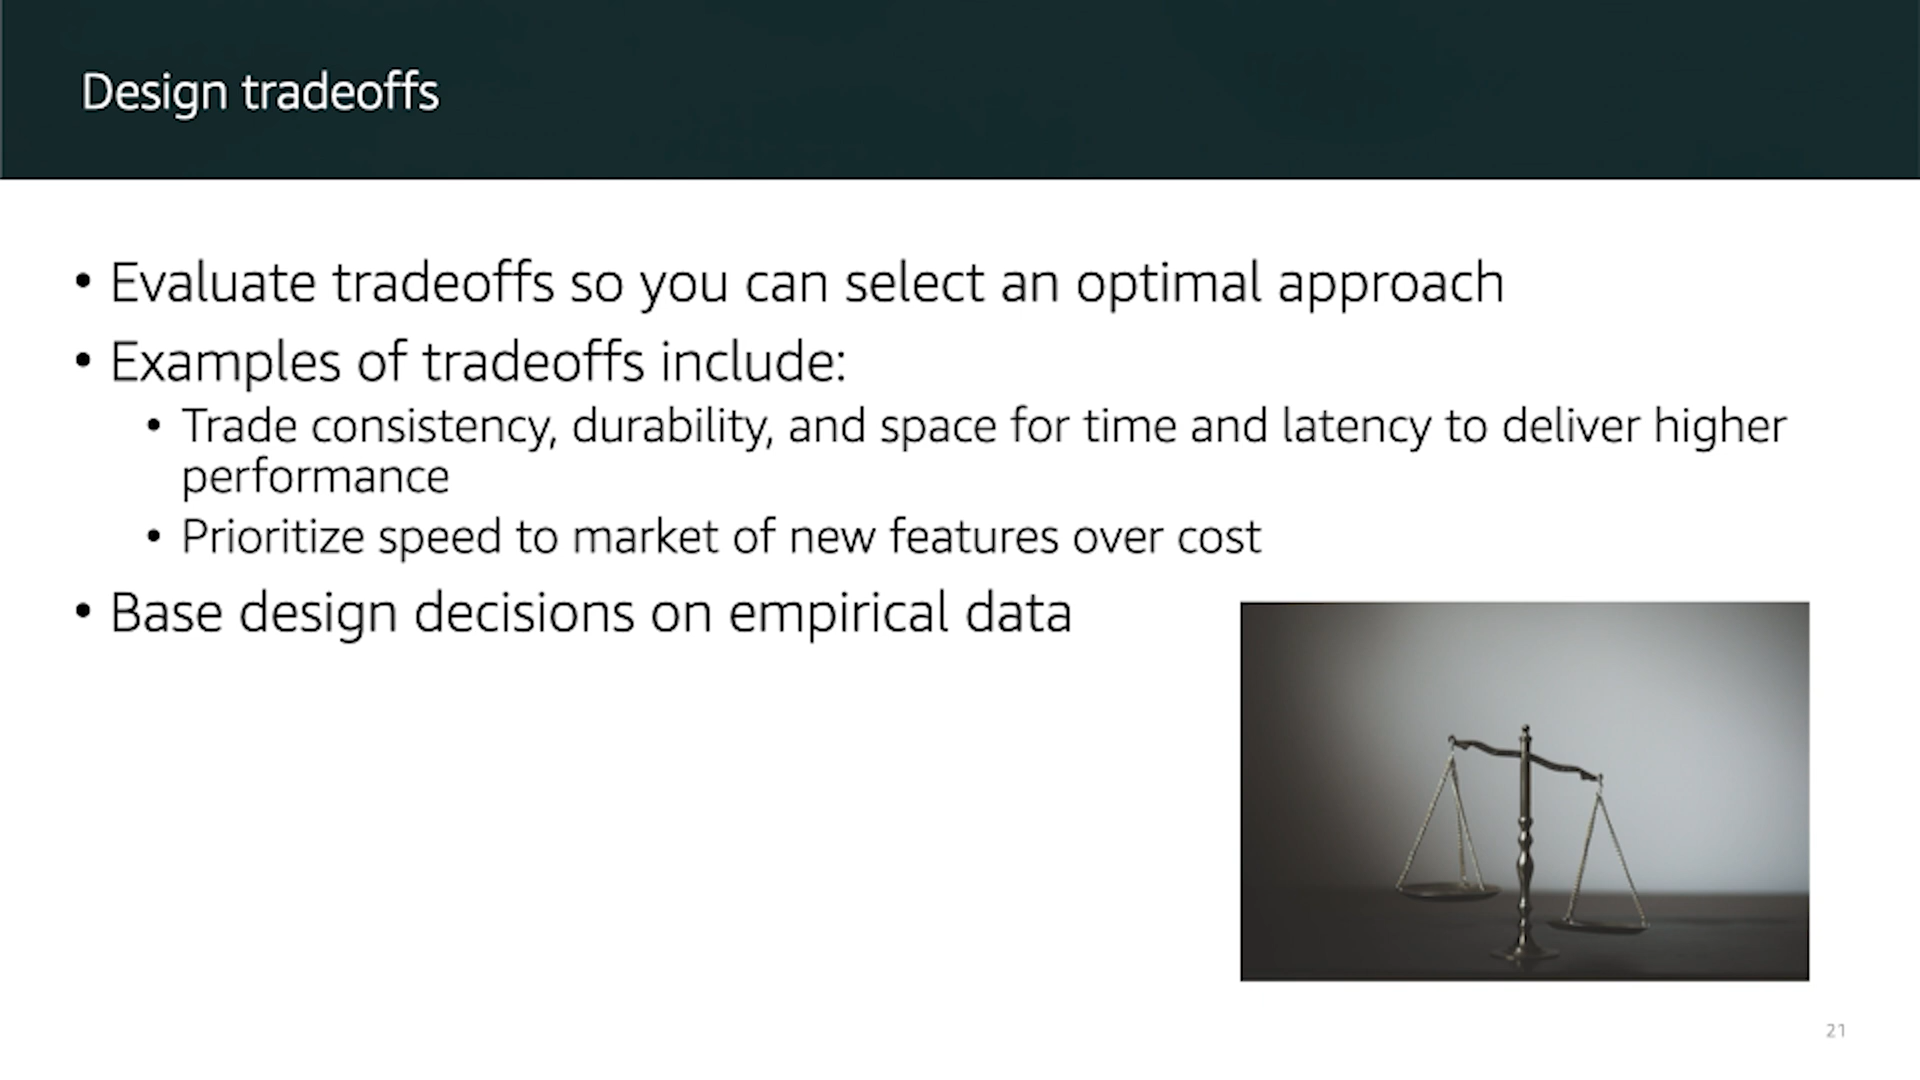 Design tradeoffs
• Evaluate tradeoffs so you can select an optimal approach
• Examples of tradeoffs include:
• Trade consistency, durability, and space for time and latency to deliver higher
performance
• Prioritize speed to market of new features over cost
• Base design decisions on empirical data
21